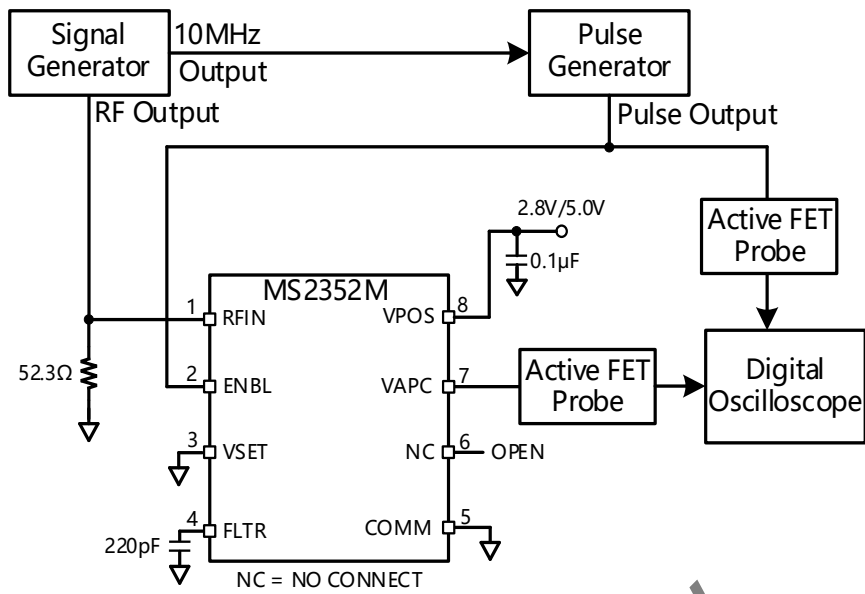 Signal
Generator
10MHz
Output
Pulse
Generator
RF Output
Pulse Output
2.8V/5.0V
0.1μF
Active FET
Probe
MS2352M
1
RFIN
VPOS
8
52.3Ω
2
ENBL
VAPC
7
Active FET
Probe
Digital
Oscilloscope
3
VSET
NC
6
OPEN
4
FLTR
COMM
5
220pF
NC = NO CONNECT